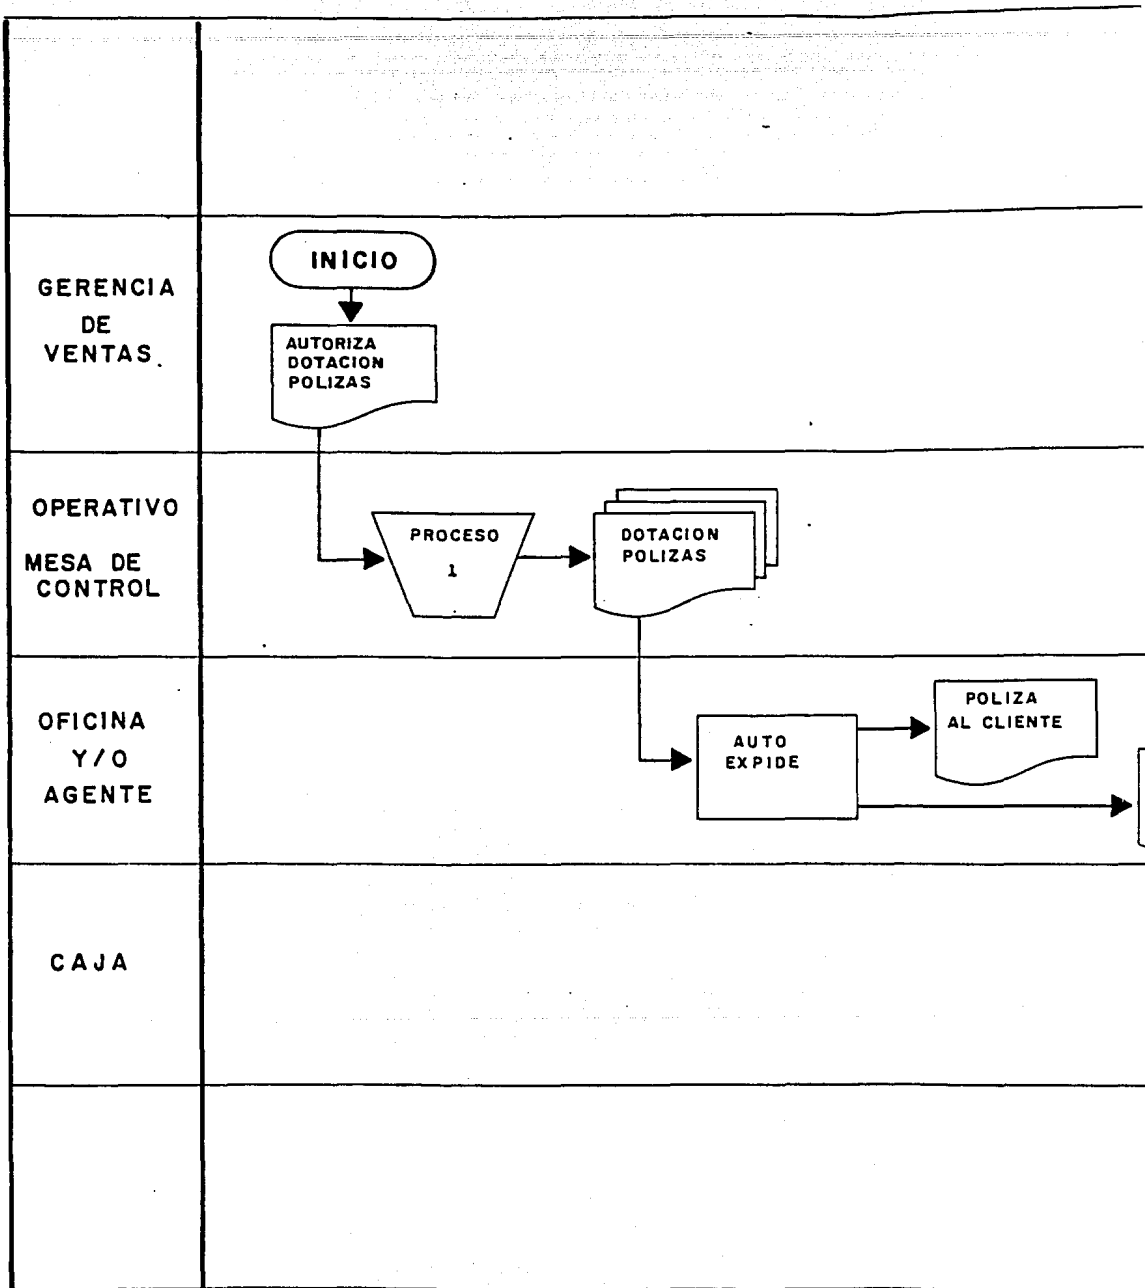 GERENCIA
DE
VENTAS.
INICIO
AUTORIZA
DOTACION
POLIZAS
OPERATIVO
MESA DE
CONTROL
PROCESO
1
DOTACION
POLIZAS
OFICINA
Y/O
AGENTE
AUTO
EXPIDE
POLIZA
AL CLIENTE
CAJA